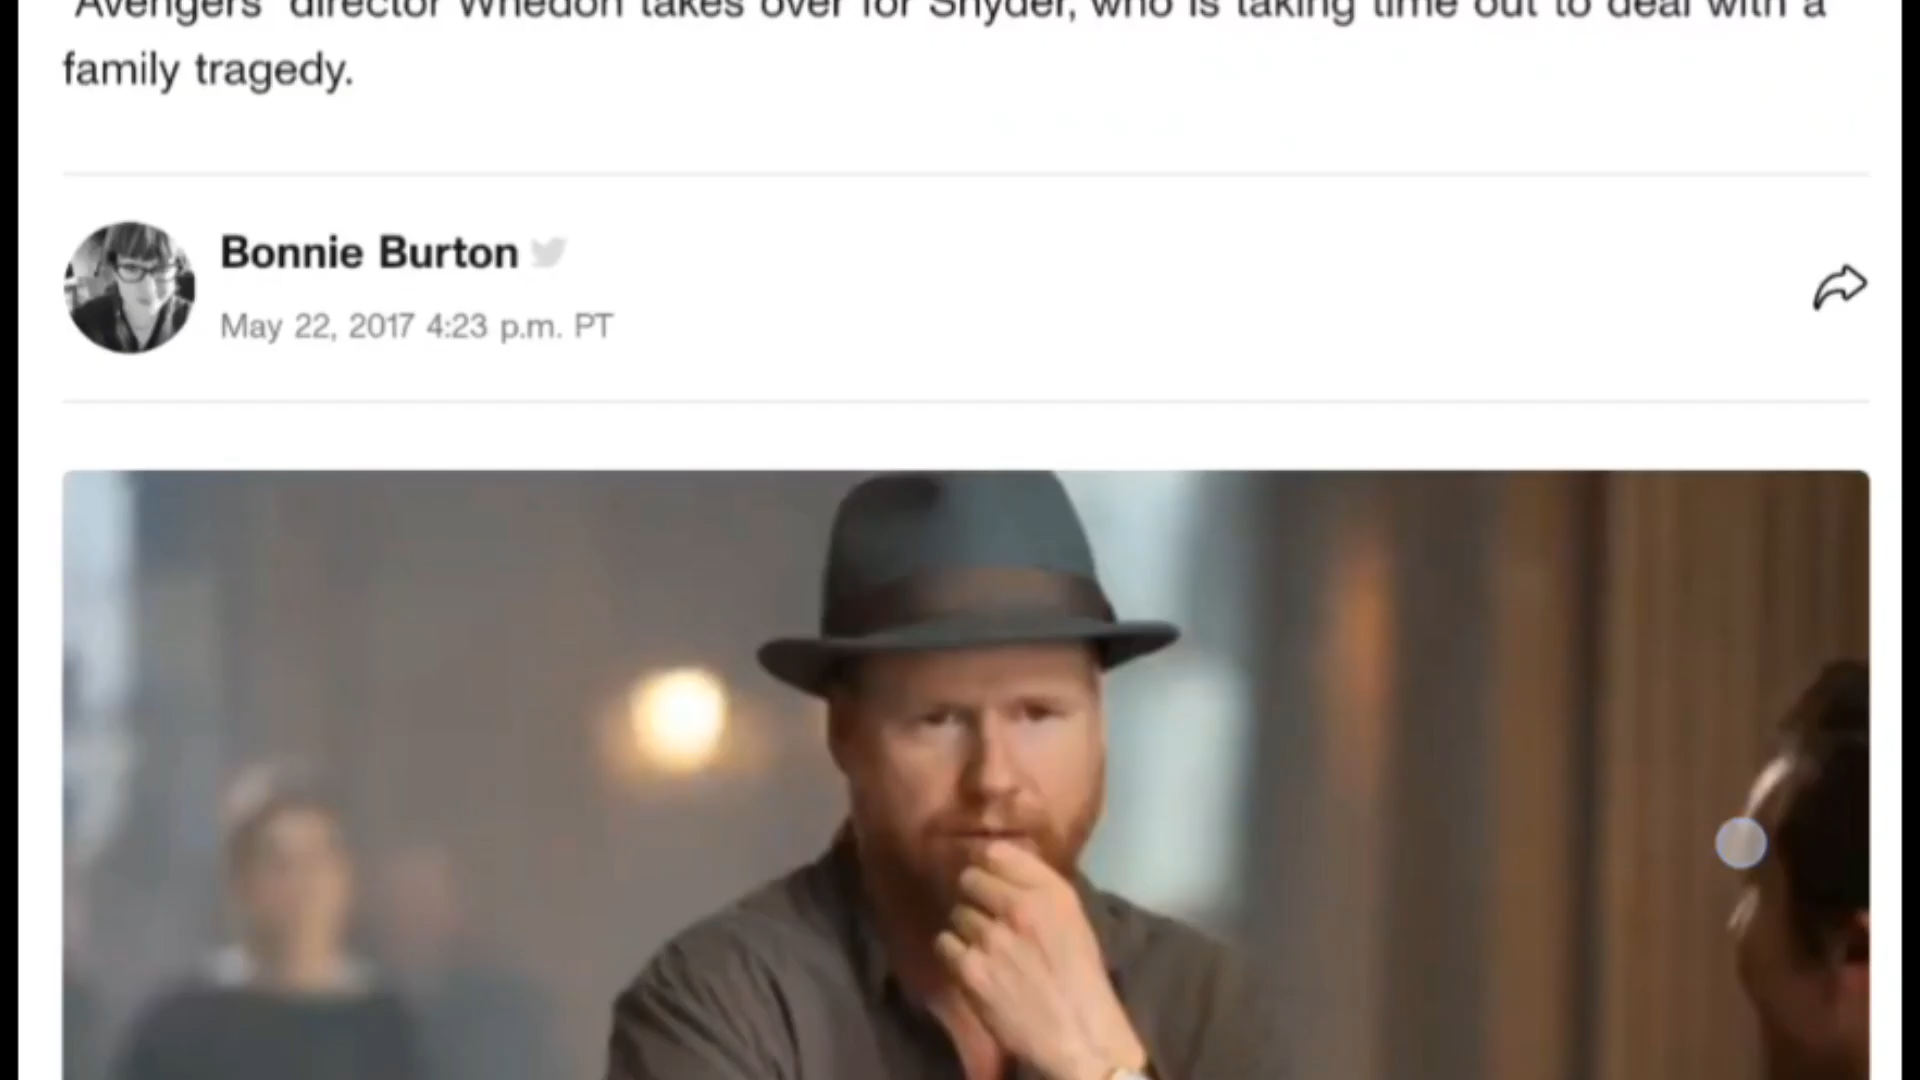 "Avengers" director Whedon takes over for Snyder, who is taking time out to deal with a
family tragedy.
Bonnie Burton
May 22, 2017 4:23 p.m. PT